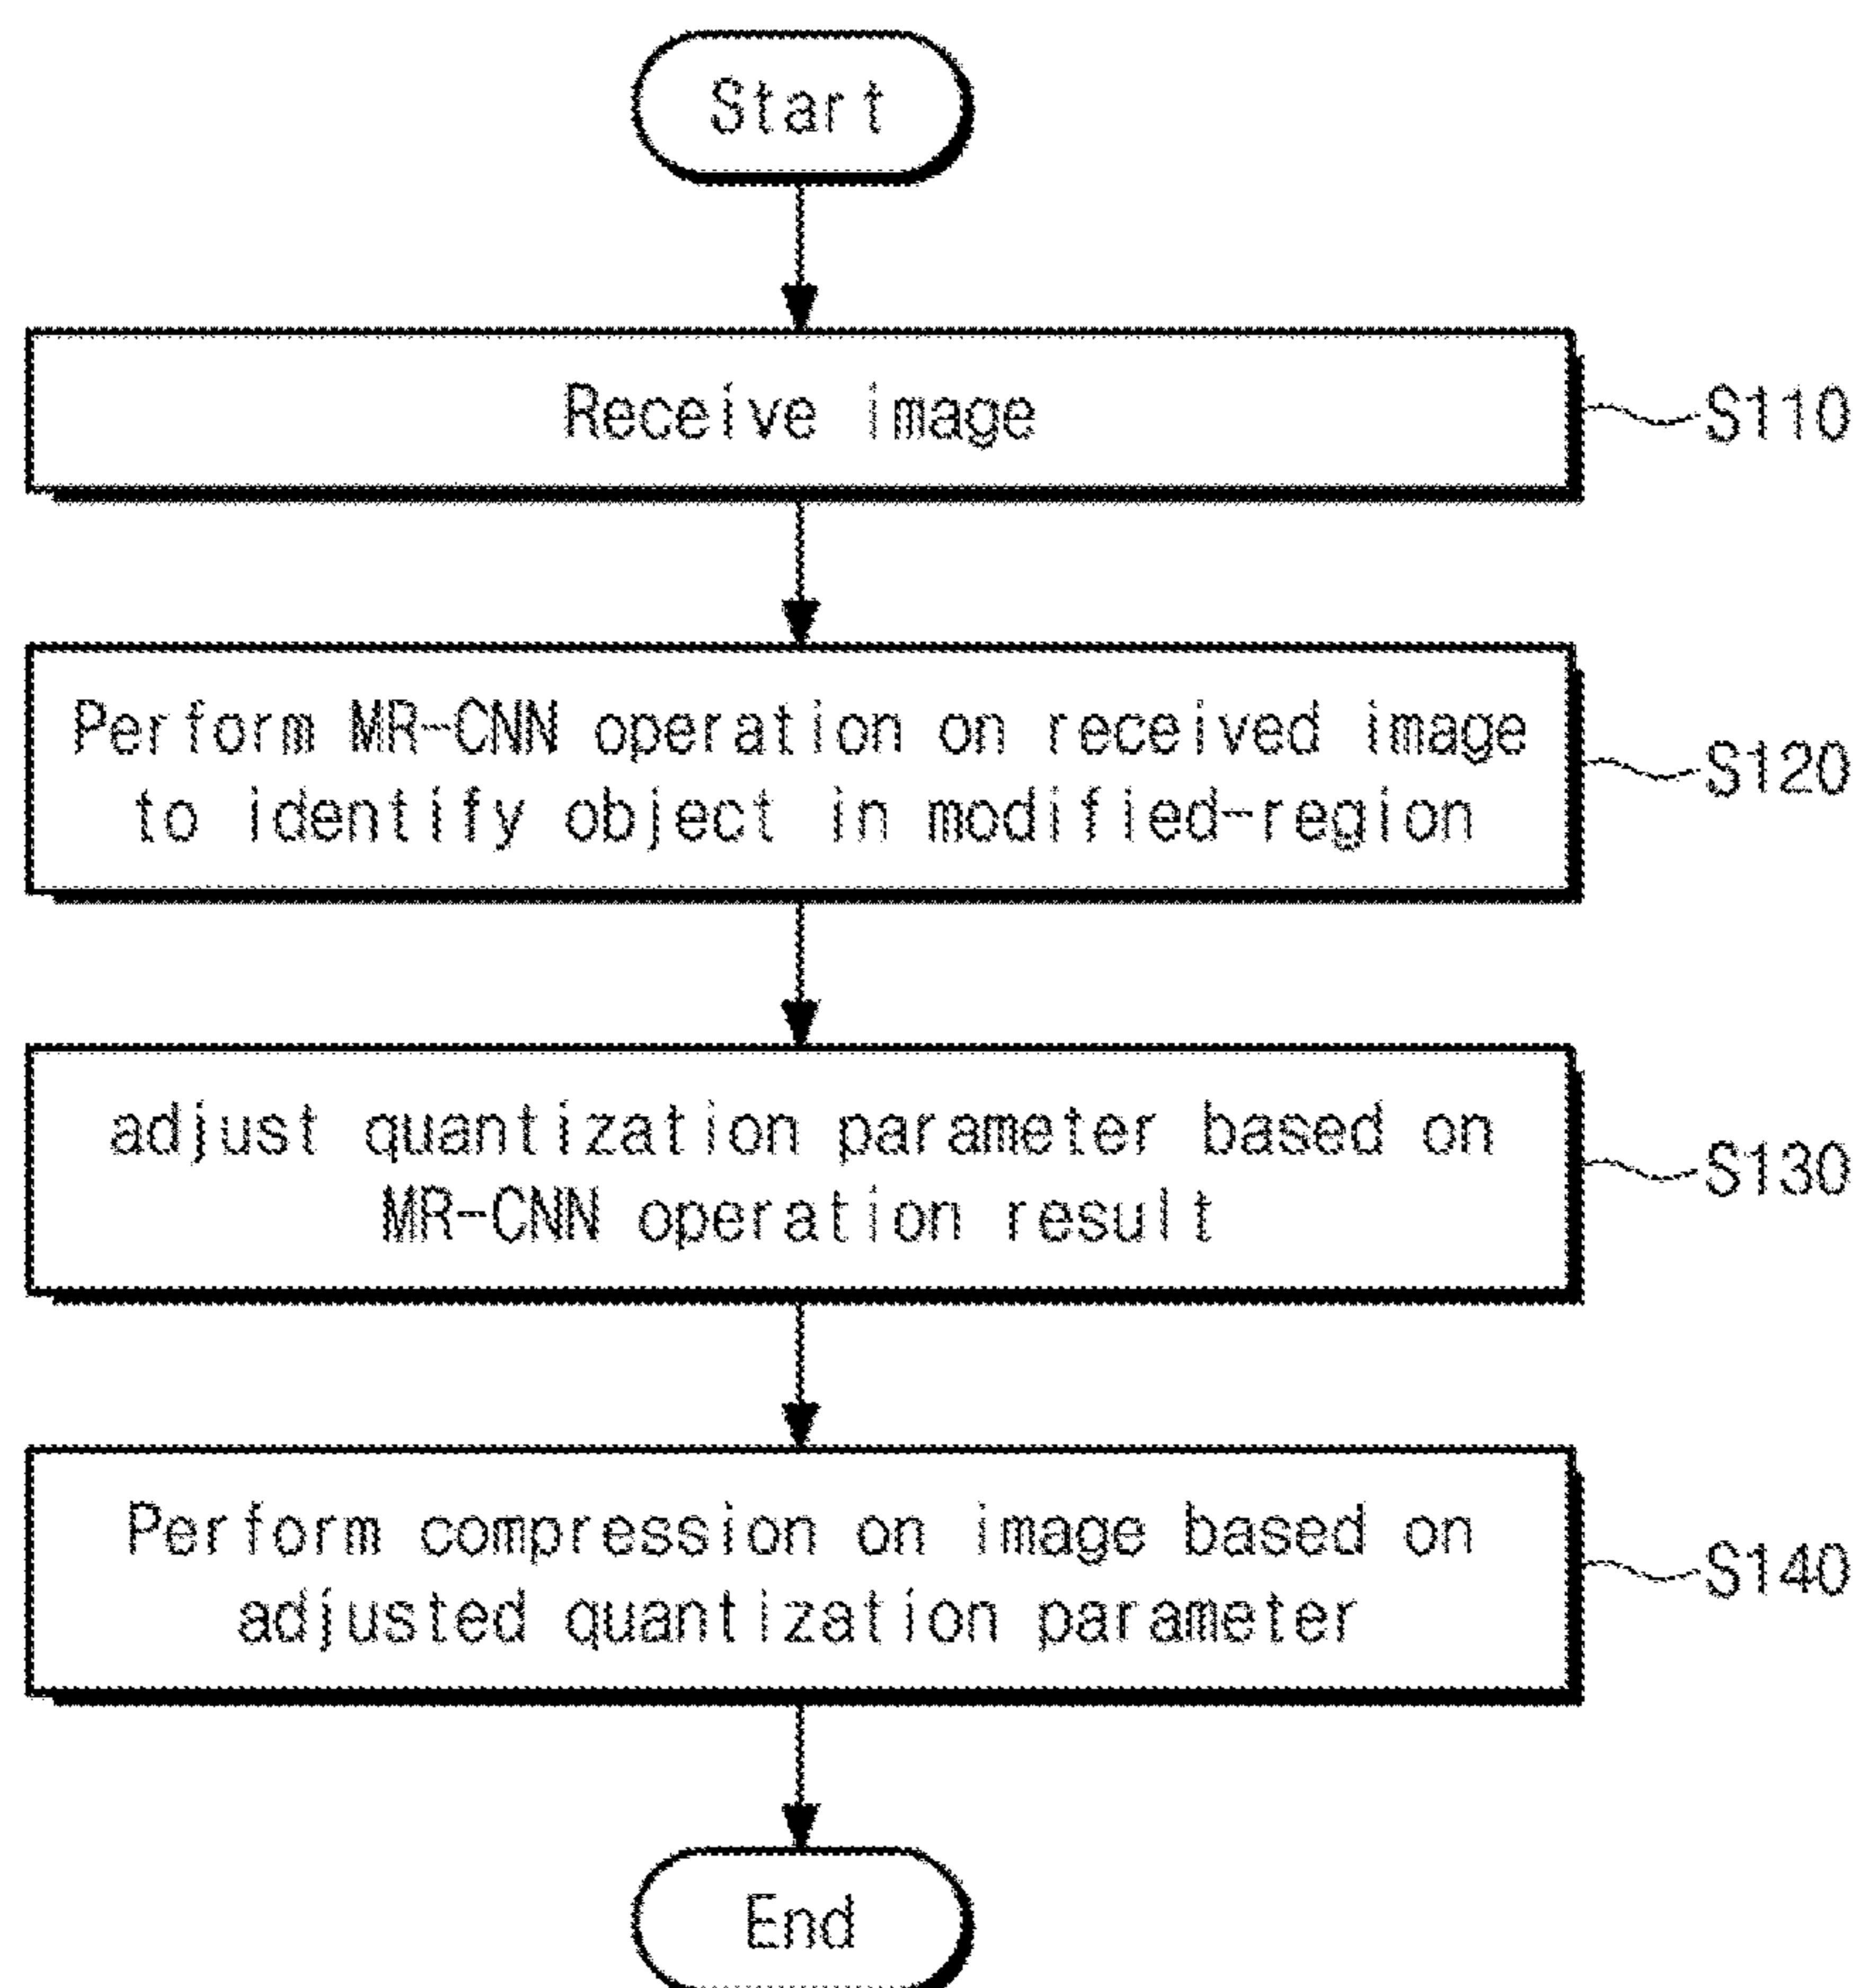 Start
Receive image
S110
Perform MR-CNN operation on received image
to identify object in modified-region
S120
adjust quantization parameter based on
MR-CNN operation result
S130
Perform compression on image based on
adjusted quantization parameter
S140
End